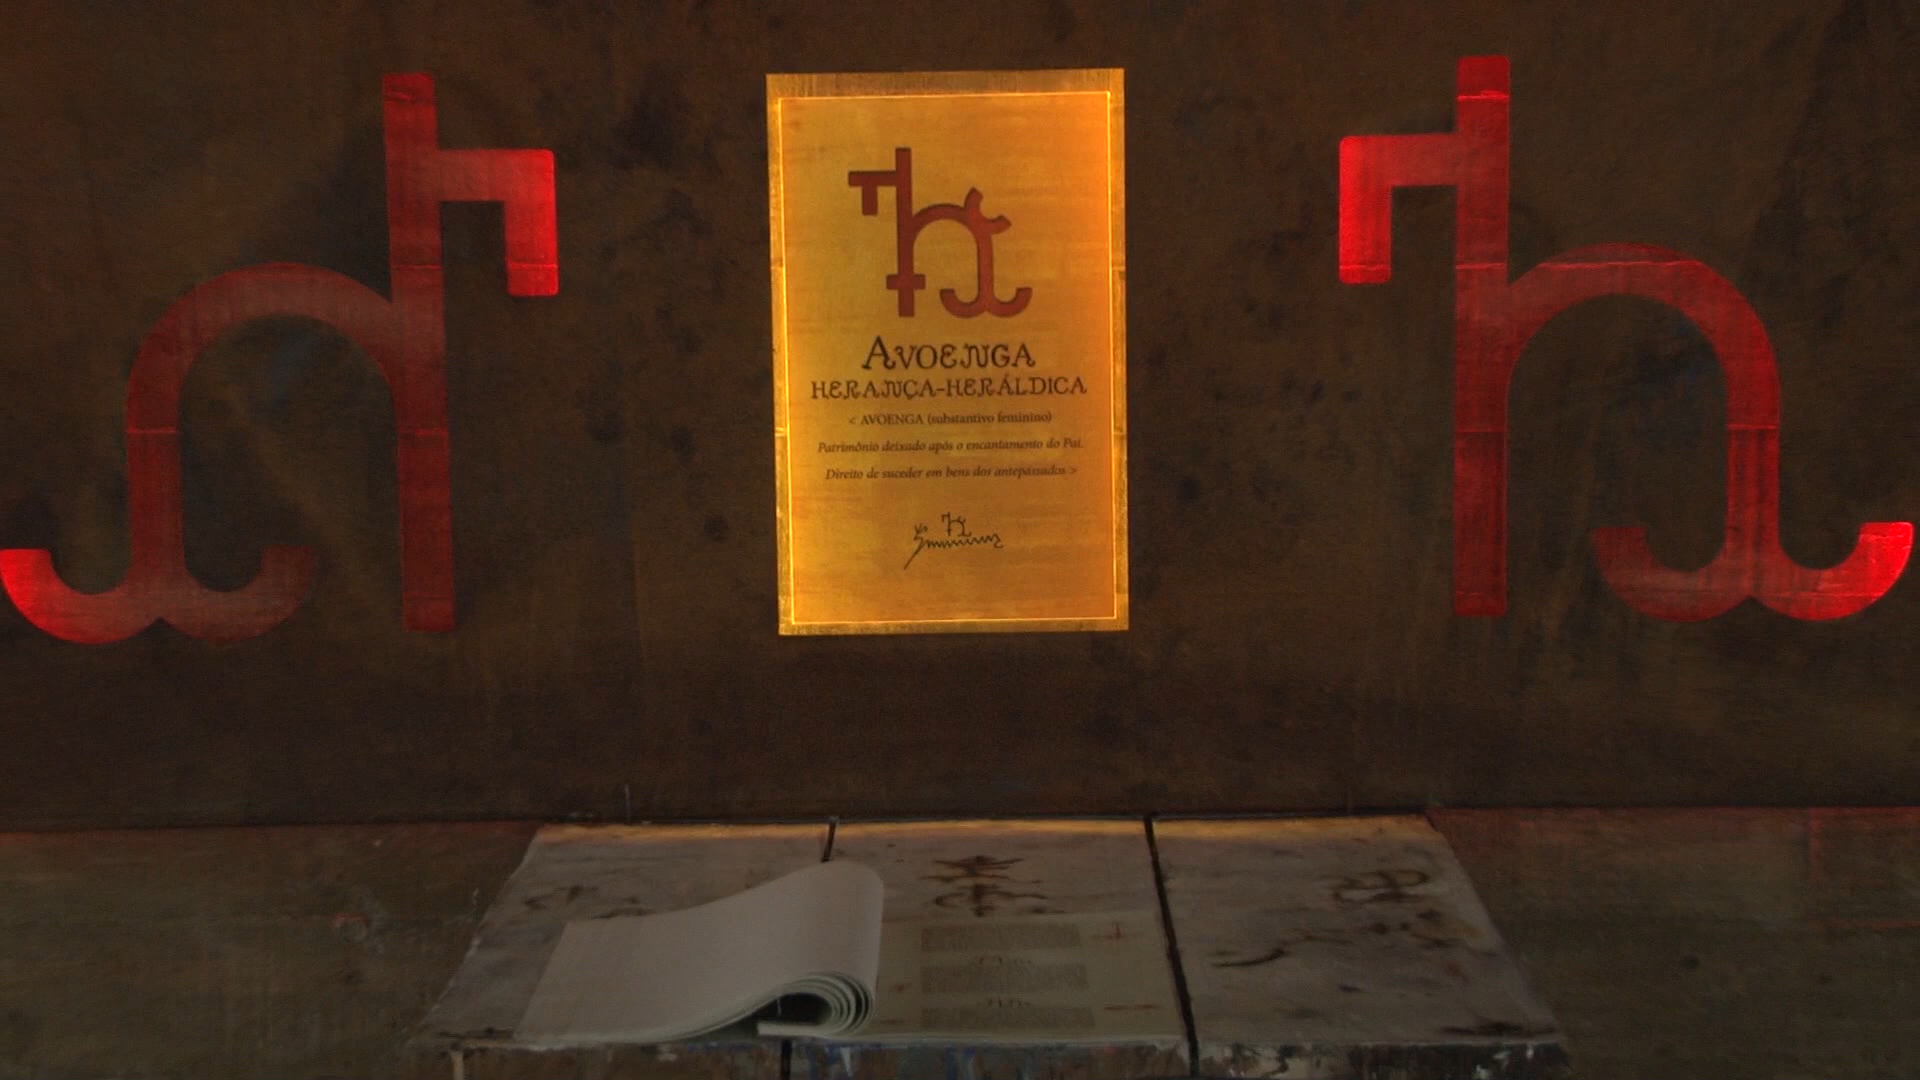 AVOENGA
HERANÇA-HERÁLDICA
< AVOENGA (substantivo feminino)
Patrimônio deixado após o encantamento do Pai.
Direito de suceder em bens dos antepassados >